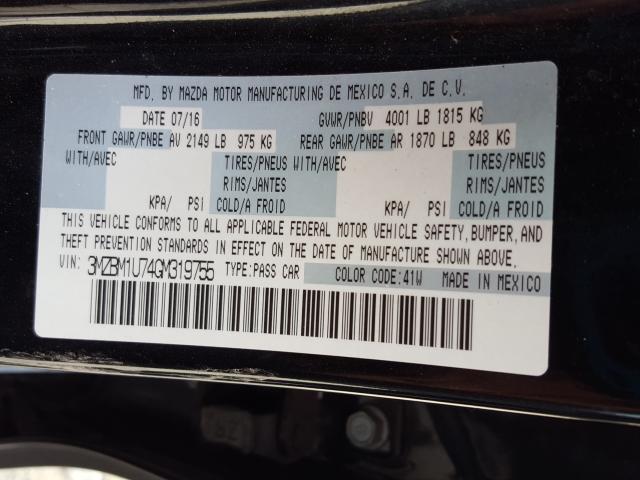 MFD. BY MAZDA MOTOR MANUFACTURING DE MEXICO S.A. DE C.V.
DATE 07/16 GVWR/PNBV 4001 LB 1815 KG
FRONT GAWR/PNBE AV 2149 LB 975 KG REAR GAWR/PNBE AR 1870 LB 848 KG
WITH/AVEC TIRES/PNEUS WITH/AVEC TIRES/PNEUS
RIMS/JANTES RIMS/JANTES
KPA/ PSI COLD/A FROID KPA/ PSI COLD/A FROID
THIS VEHICLE CONFORMS TO ALL APPLICABLE FEDERAL MOTOR VEHICLE SAFETY, BUMPER, AND
THEFT PREVENTION STANDARDS IN EFFECT ON THE DATE OF MANUFACTURE SHOWN ABOVE.
VIN: 3MZBM1U74GM319755 TYPE:PASS CAR COLOR CODE:41W MADE IN MEXICO